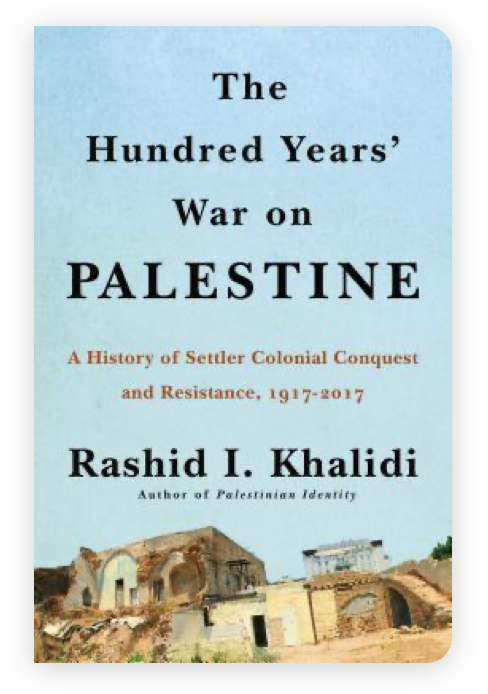 The
Hundred Years’
War on
PALESTINE
A History of Settler Colonial Conquest
and Resistance, 1917-2017
Rashid I. Khalidi
Author of Palestinian Identity